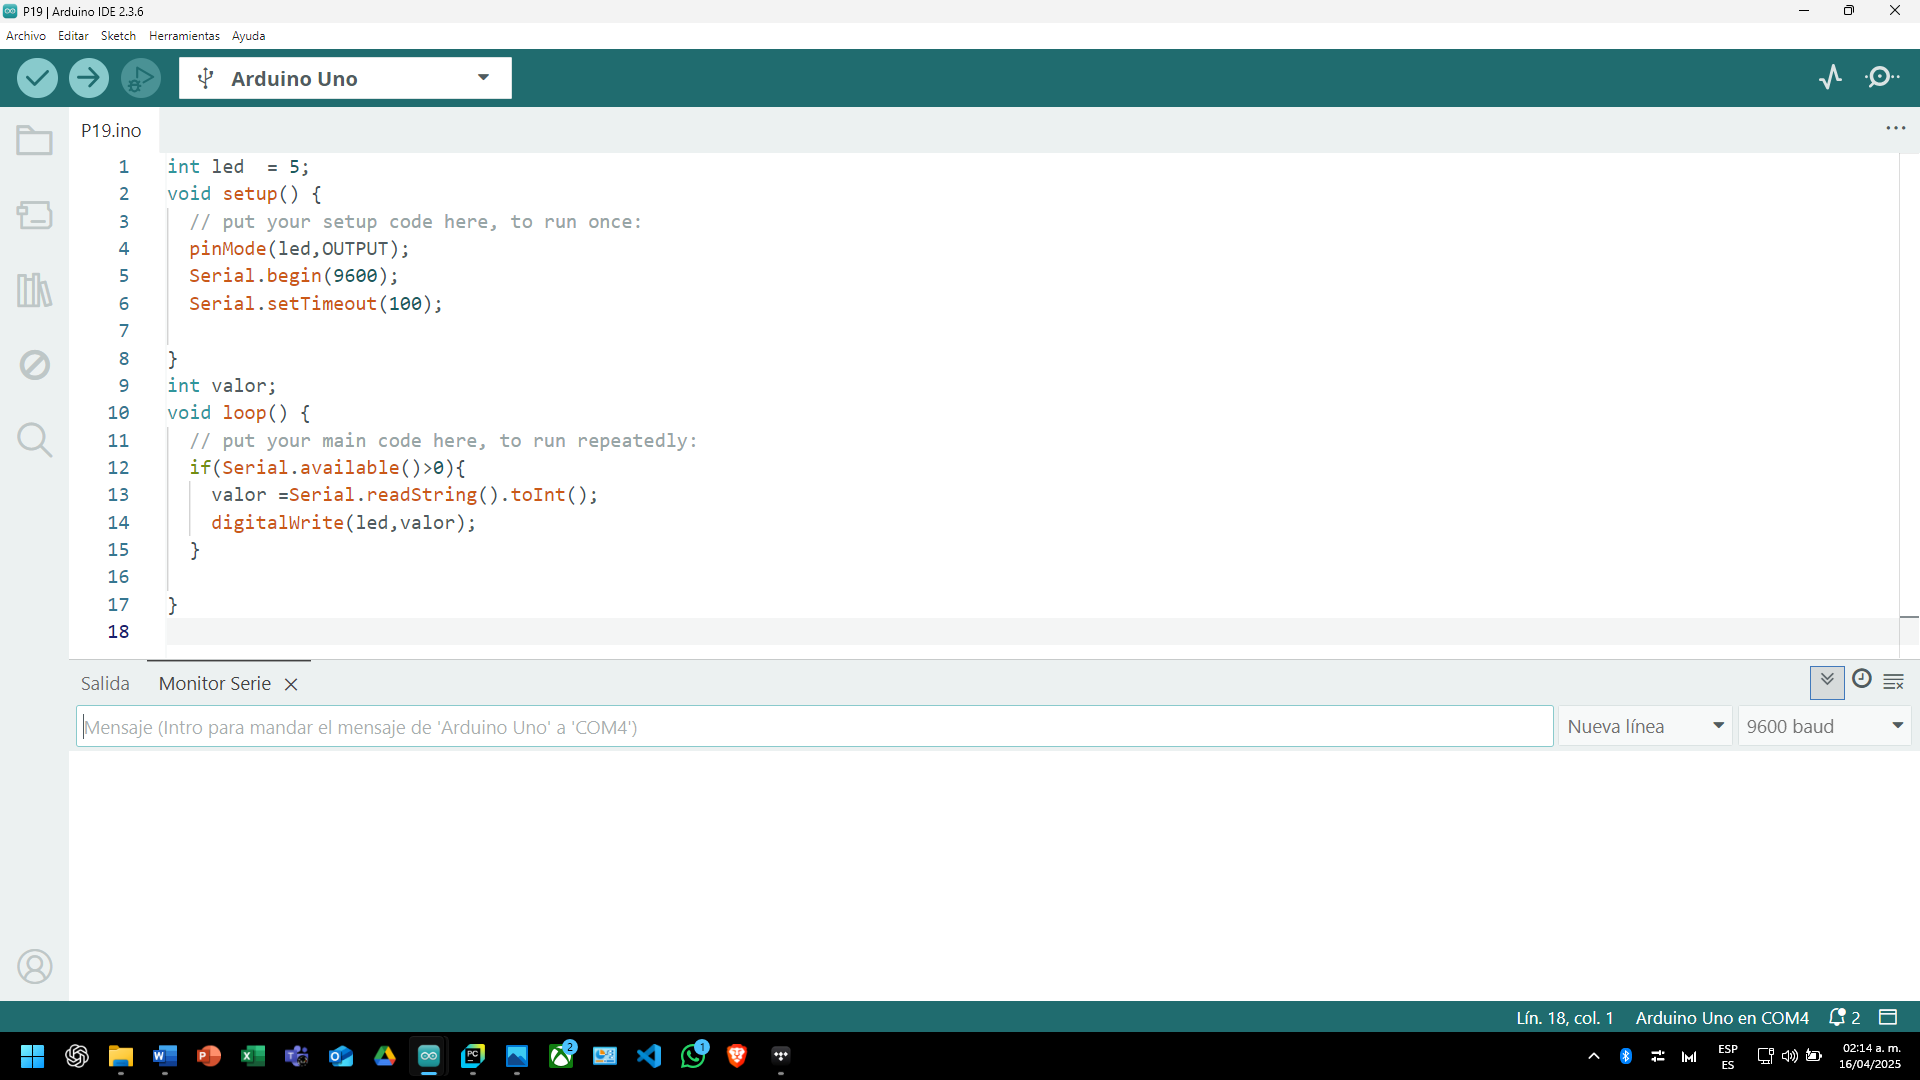 P19 | Arduino IDE 2.3.6
Archivo Editar Sketch Herramientas Ayuda
Arduino Uno
P19.ino
1 int led  = 5;
2 void setup() {
3 // put your setup code here, to run once:
4 pinMode(led,OUTPUT);
5 Serial.begin(9600);
6 Serial.setTimeout(100);
7
8 }
9 int valor;
10 void loop() {
11 // put your main code here, to run repeatedly:
12 if(Serial.available()>0){
13 valor =Serial.readString().toInt();
14 digitalWrite(led,valor);
15 }
16
17 }
18
Salida Monitor Serie
Mensaje (Intro para mandar el mensaje de 'Arduino Uno' a 'COM4')
Nueva línea 9600 baud
Lín. 18, col. 1 Arduino Uno en COM4 2
2 1
ESP
ES
02:14 a. m.
16/04/2025